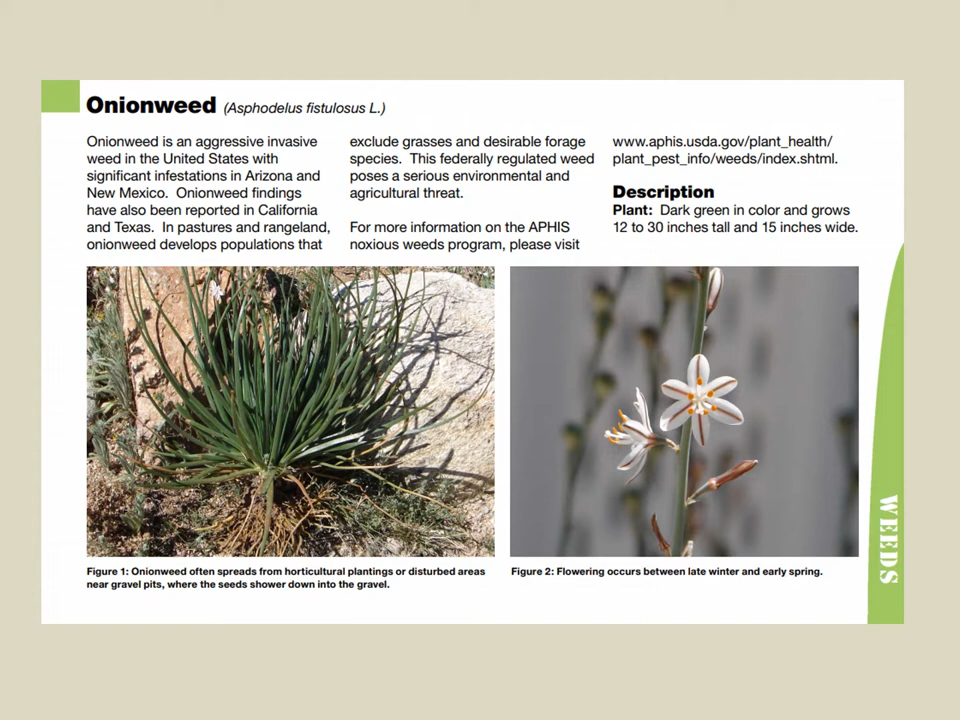 Onionweed (Asphodelus fistulosus L.)
Onionweed is an aggressive invasive
weed in the United States with
significant infestations in Arizona and
New Mexico. Onionweed findings
have also been reported in California
and Texas. In pastures and rangeland,
onionweed develops populations that
exclude grasses and desirable forage
species. This federally regulated weed
poses a serious environmental and
agricultural threat.
For more information on the APHIS
noxious weeds program, please visit
www.aphis.usda.gov/plant_health/
plant_pest_info/weeds/index.shtml.
Description
Plant: Dark green in color and grows
12 to 30 inches tall and 15 inches wide.
Figure 1: Onionweed often spreads from horticultural plantings or disturbed areas
near gravel pits, where the seeds shower down into the gravel.
Figure 2: Flowering occurs between late winter and early spring.
WEEDS